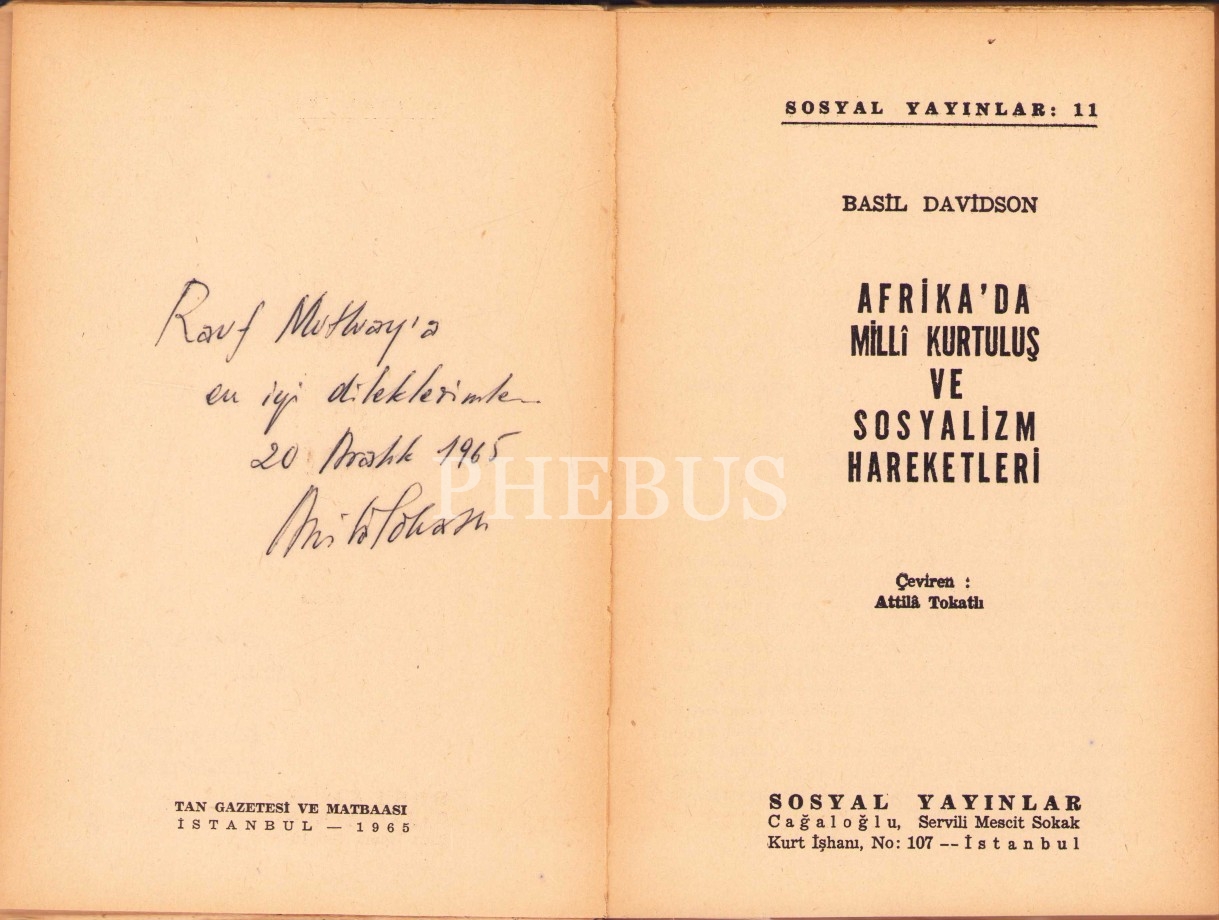 Rauf Mutluay'a
en iyi dileklerimle
20 Aralık 1965
Attilâ Tokatlı
TAN GAZETESİ VE MATBAASI
İSTANBUL — 1965
SOSYAL YAYINLAR: 11
BASİL DAVİDSON
AFRİKA'DA
MİLLÎ KURTULUŞ
VE
SOSYALİZM
HAREKETLERİ
Çeviren :
Attilâ Tokatlı
SOSYAL YAYINLAR
Cağaloğlu, Servili Mescit Sokak
Kurt İşhanı, No: 107 -- İstanbul
PHEBUS